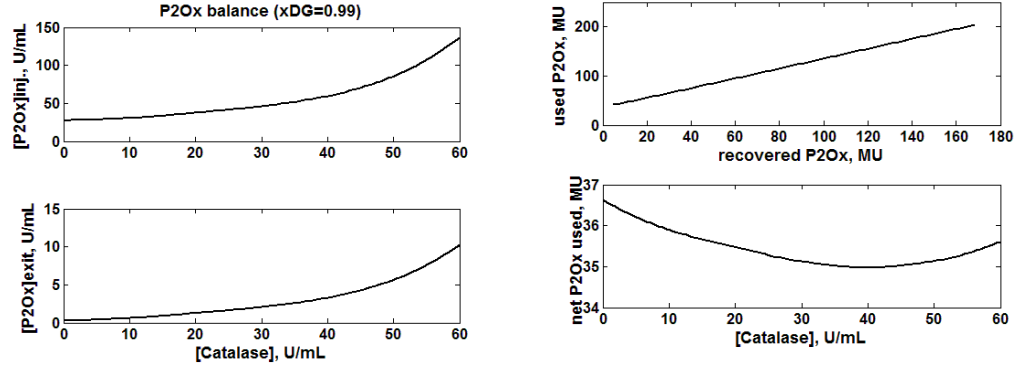 P2Ox balance (xDG=0.99)
[P2Ox]inj., U/mL
150
100
50
0
0 10 20 30 40 50 60
used P2Ox, MU
200
100
0
0 20 40 60 80 100 120 140 160 180
recovered P2Ox, MU
[P2Ox]exit, U/mL
15
10
5
0
0 10 20 30 40 50 60
[Catalase], U/mL
net P2Ox used, MU
37
36
35
34
0 10 20 30 40 50 60
[Catalase], U/mL